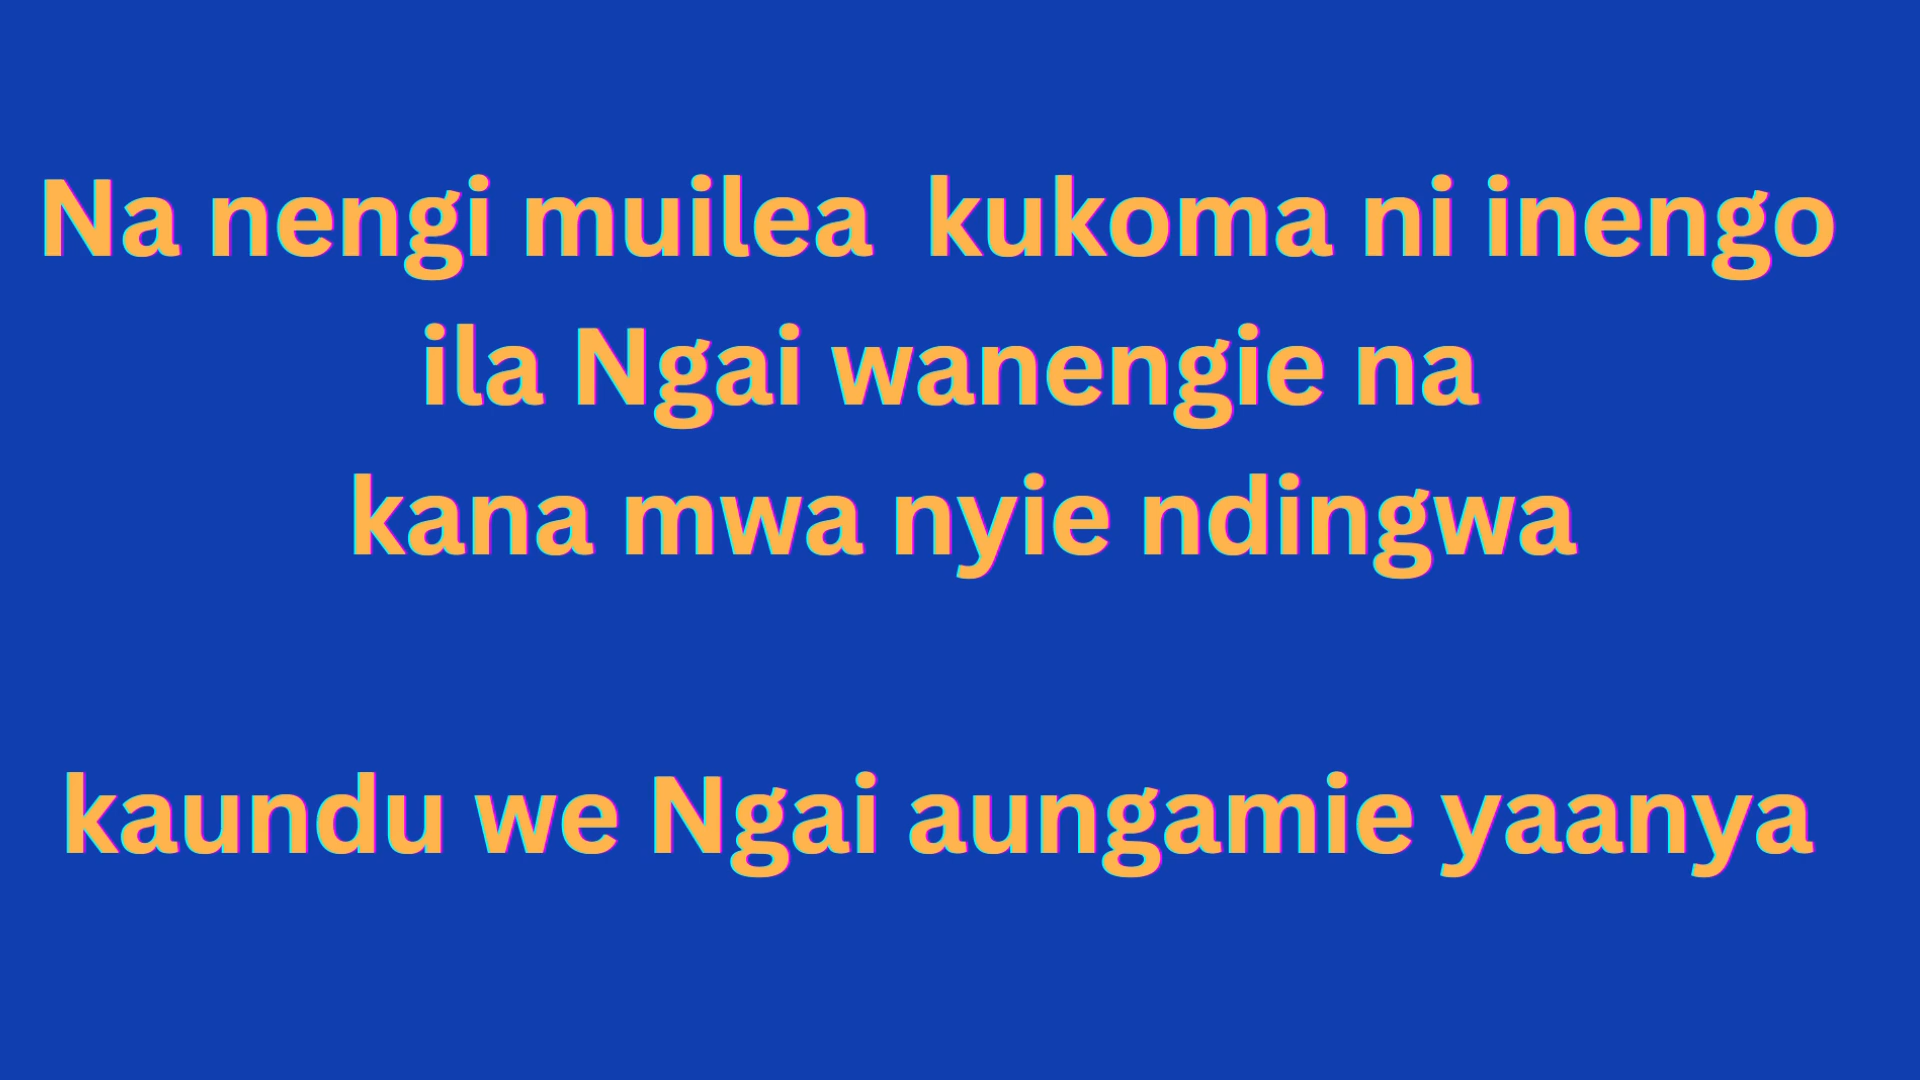 Na nengi muilea  kukoma ni inengo
ila Ngai wanengie na
kana mwa nyie ndingwa
kaundu we Ngai aungamie yaanya